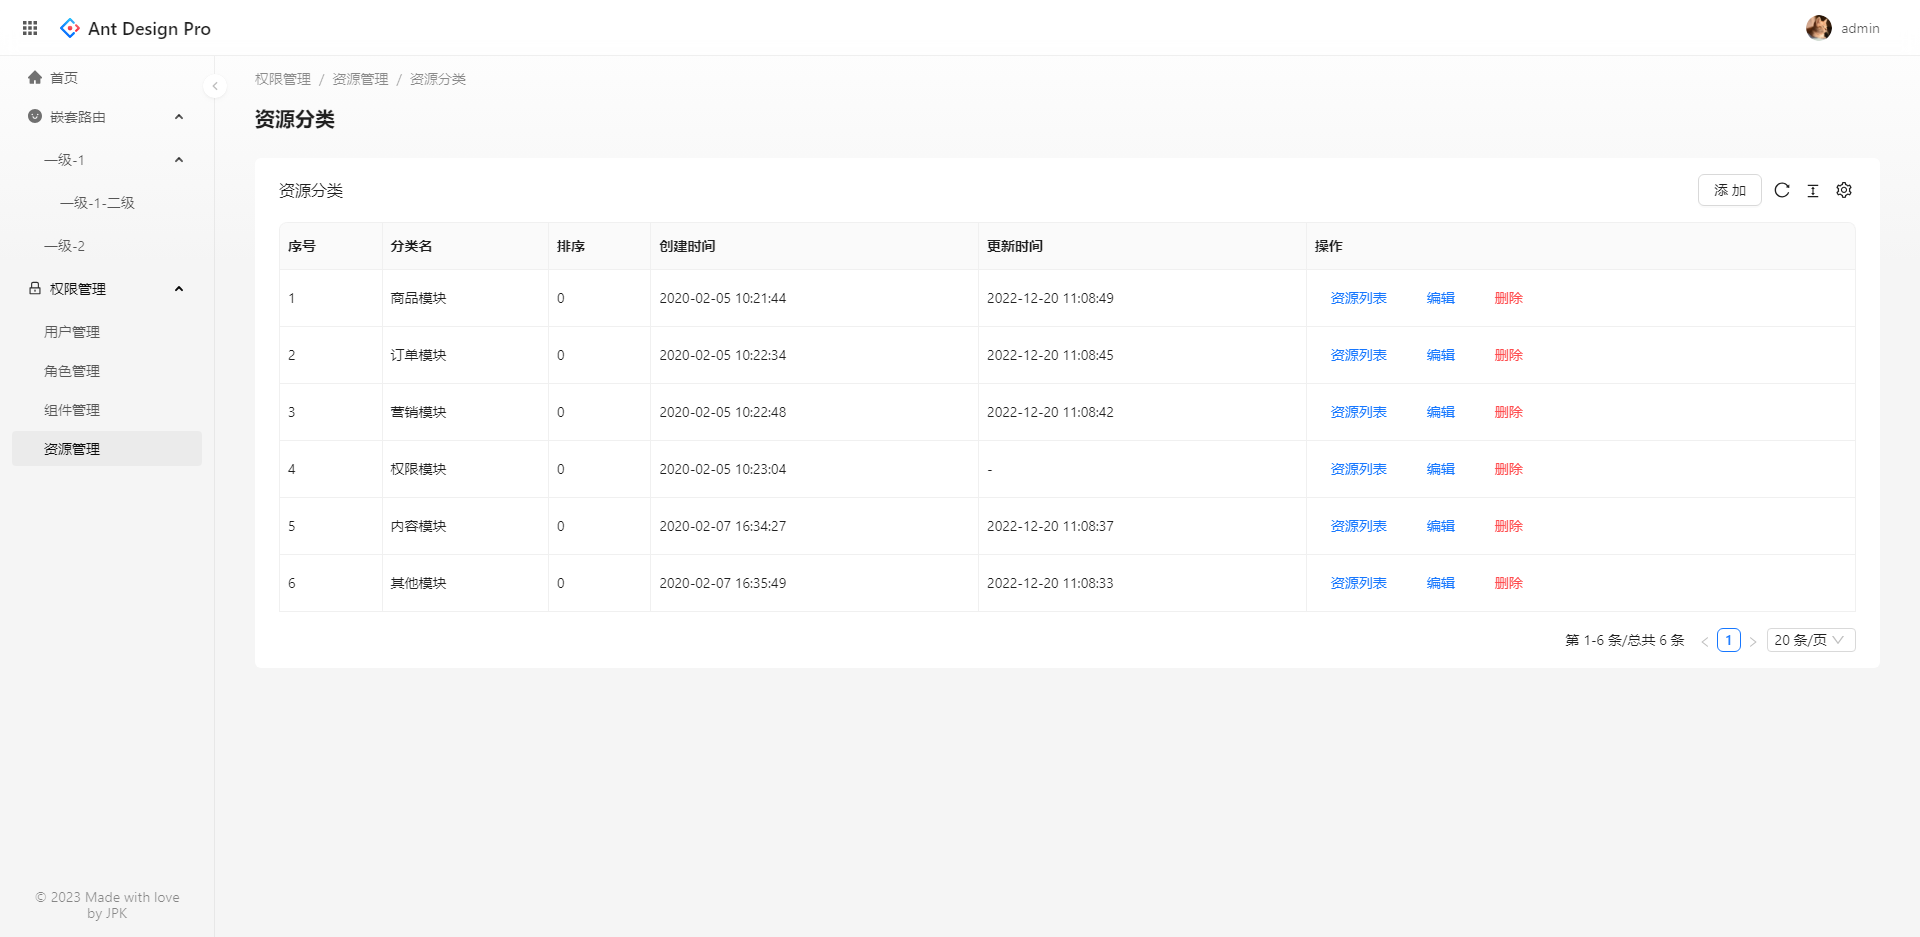 Ant Design Pro
admin
首页
嵌套路由
一级-1
一级-1-二级
一级-2
权限管理
用户管理
角色管理
组件管理
资源管理
© 2023 Made with love
by JPK
权限管理 / 资源管理 / 资源分类
资源分类
资源分类
添 加
序号 分类名 排序 创建时间 更新时间 操作
1 商品模块 0 2020-02-05 10:21:44 2022-12-20 11:08:49 资源列表 编辑 删除
2 订单模块 0 2020-02-05 10:22:34 2022-12-20 11:08:45 资源列表 编辑 删除
3 营销模块 0 2020-02-05 10:22:48 2022-12-20 11:08:42 资源列表 编辑 删除
4 权限模块 0 2020-02-05 10:23:04 - 资源列表 编辑 删除
5 内容模块 0 2020-02-07 16:34:27 2022-12-20 11:08:37 资源列表 编辑 删除
6 其他模块 0 2020-02-07 16:35:49 2022-12-20 11:08:33 资源列表 编辑 删除
第 1-6 条/总共 6 条 < 1 > 20 条/页